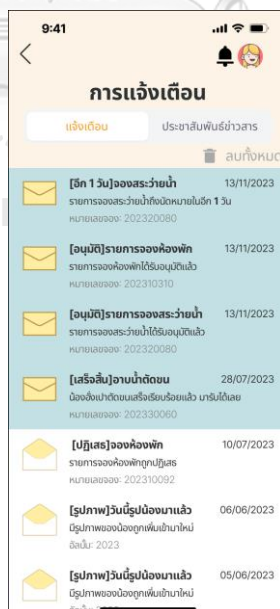 9:41
การแจ้งเตือน
แจ้งเตือน
ประชาสัมพันธ์ข่าวสาร
ลบทั้งหมด
[อีก 1 วัน]จองสระว่ายน้ำ 13/11/2023
รายการจองสระว่ายน้ำถึงนัดหมายในอีก 1 วัน
หมายเลขจอง: 202320080
[อนุมัติ]รายการจองห้องพัก 13/11/2023
รายการจองห้องพักได้รับอนุมัติแล้ว
หมายเลขจอง: 202310310
[อนุมัติ]รายการจองสระว่ายน้ำ 13/11/2023
รายการจองสระว่ายน้ำได้รับอนุมัติแล้ว
หมายเลขจอง: 202320080
[เสร็จสิ้น]อาบน้ำตัดขน 28/07/2023
น้องฮั่งเปาตัดขนเสร็จเรียบร้อยแล้ว มารับได้เลย
หมายเลขจอง: 202330060
[ปฏิเสธ]จองห้องพัก 10/07/2023
รายการจองห้องพักถูกปฏิเสธ
หมายเลขจอง: 202310092
[รูปภาพ]วันนี้รูปน้องมาแล้ว 06/06/2023
มีรูปภาพของน้องถูกเพิ่มเข้ามาใหม่
อัลบั้ม: 2023
[รูปภาพ]วันนี้รูปน้องมาแล้ว 05/06/2023
มีรูปภาพของน้องถูกเพิ่มเข้ามาใหม่